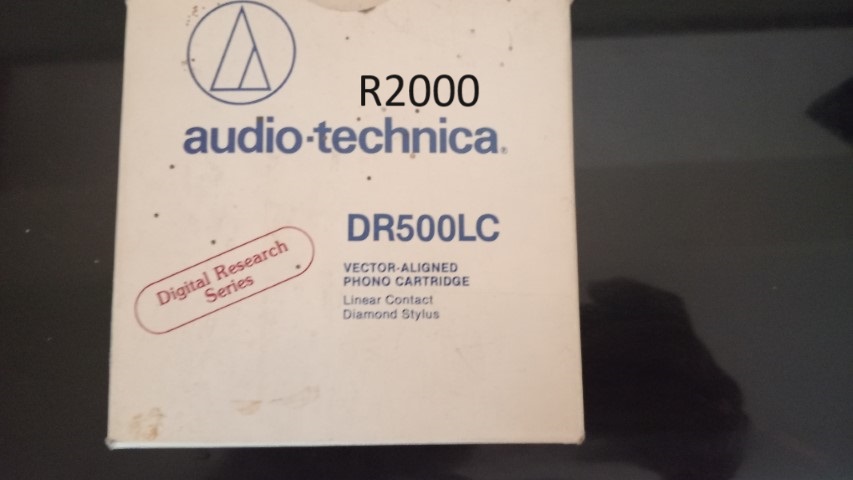 R2000
audio-technica®
DR500LC
Digital Research
Series
VECTOR-ALIGNED
PHONO CARTRIDGE
Linear Contact
Diamond Stylus